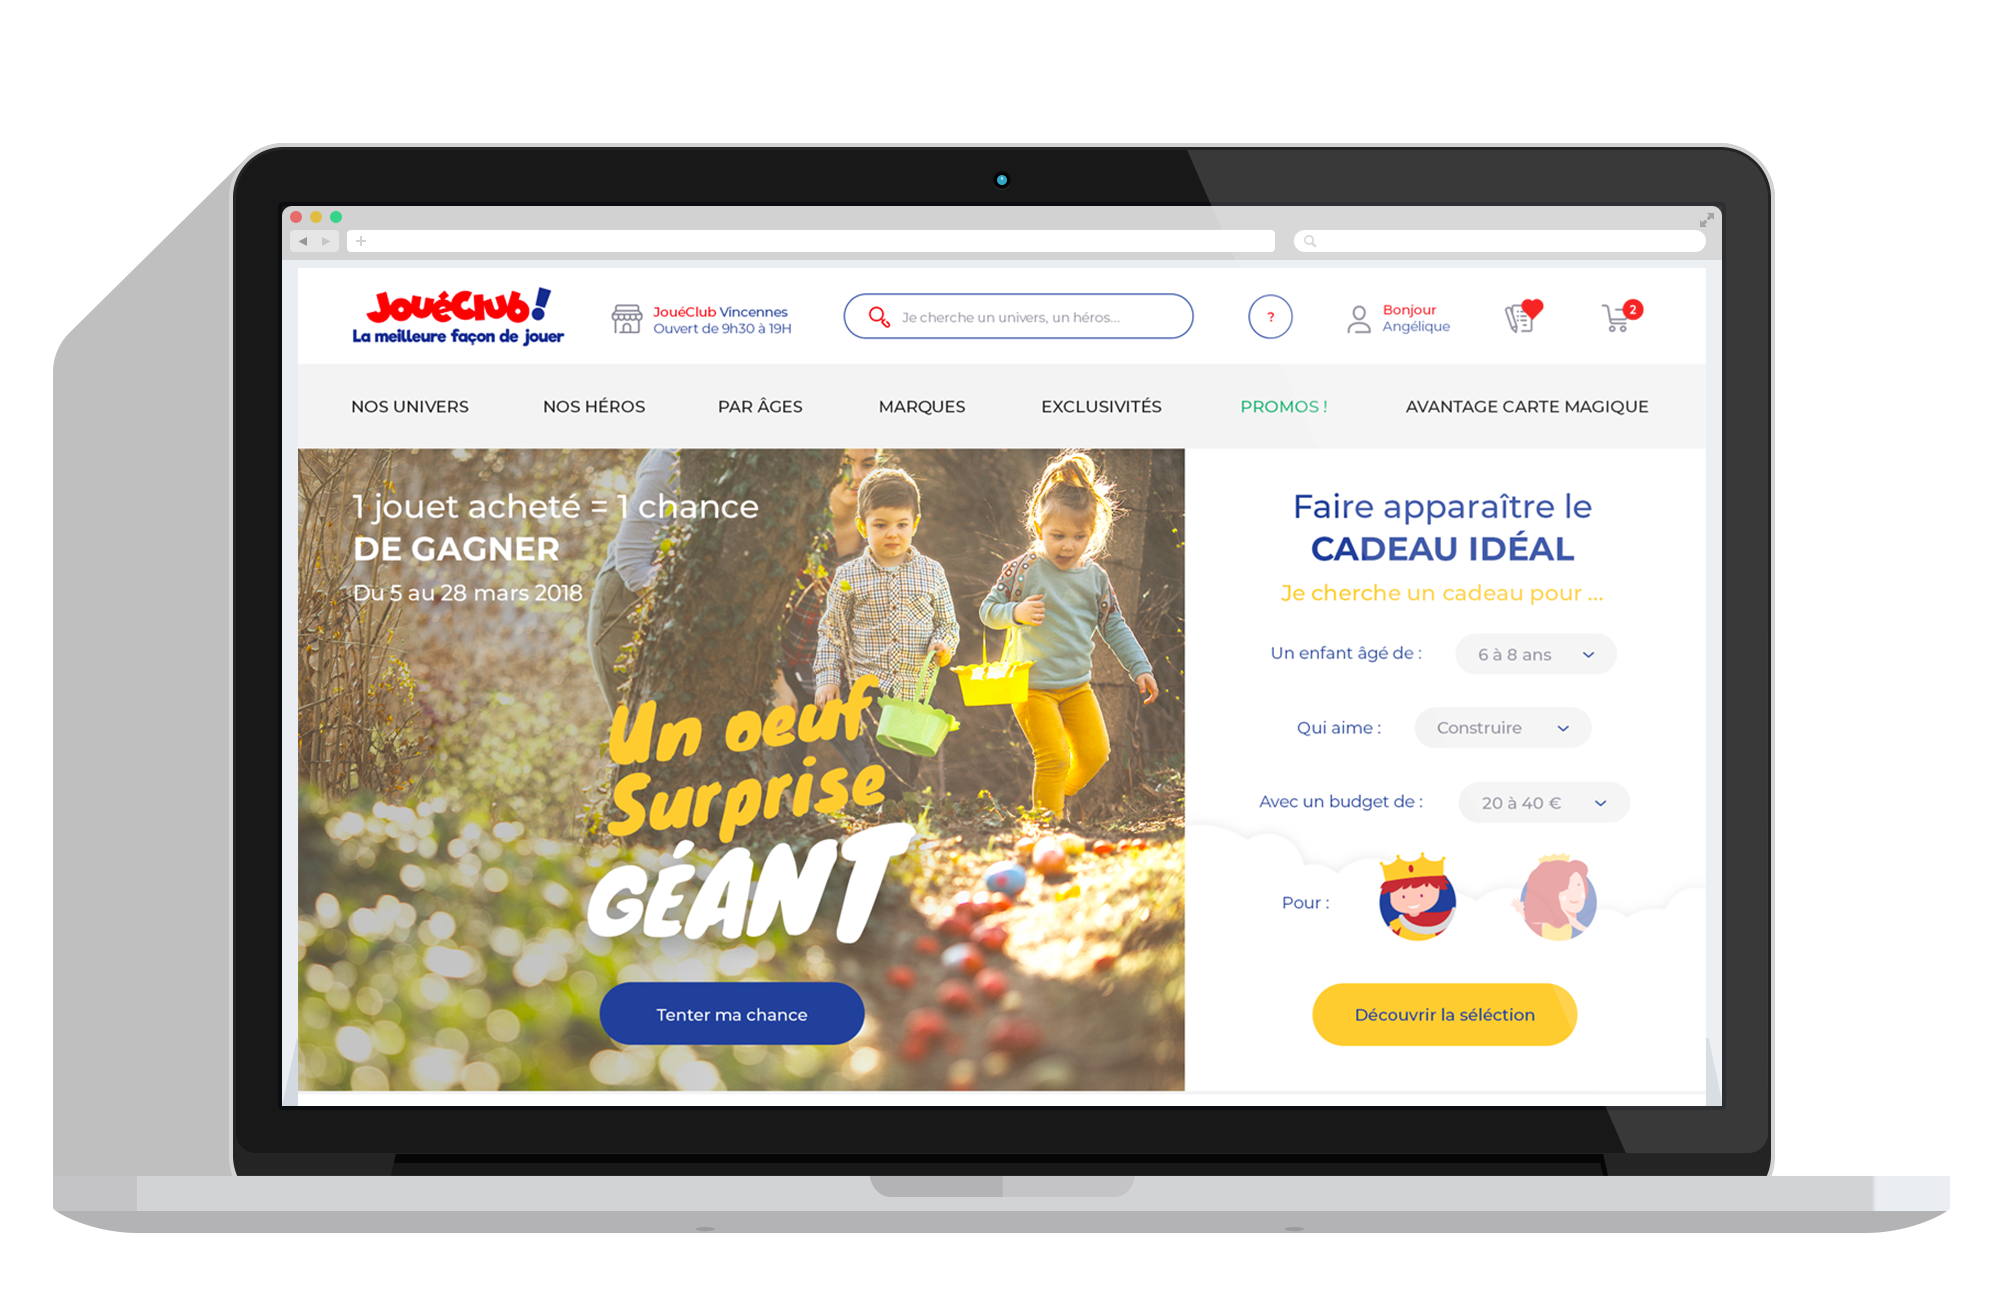 JouéClub!
La meilleure façon de jouer
JouéClub Vincennes
Ouvert de 9h30 à 19H
Je cherche un univers, un héros...
?
Bonjour
Angélique
2
NOS UNIVERS
NOS HÉROS
PAR ÂGES
MARQUES
EXCLUSIVITÉS
PROMOS !
AVANTAGE CARTE MAGIQUE
1 jouet acheté = 1 chance
DE GAGNER
Du 5 au 28 mars 2018
Un oeuf
Surprise
GÉANT
Tenter ma chance
Faire apparaître le
CADEAU IDÉAL
Je cherche un cadeau pour ...
Un enfant âgé de :
6 à 8 ans
Qui aime :
Construire
Avec un budget de :
20 à 40 €
Pour :
Découvrir la séléction